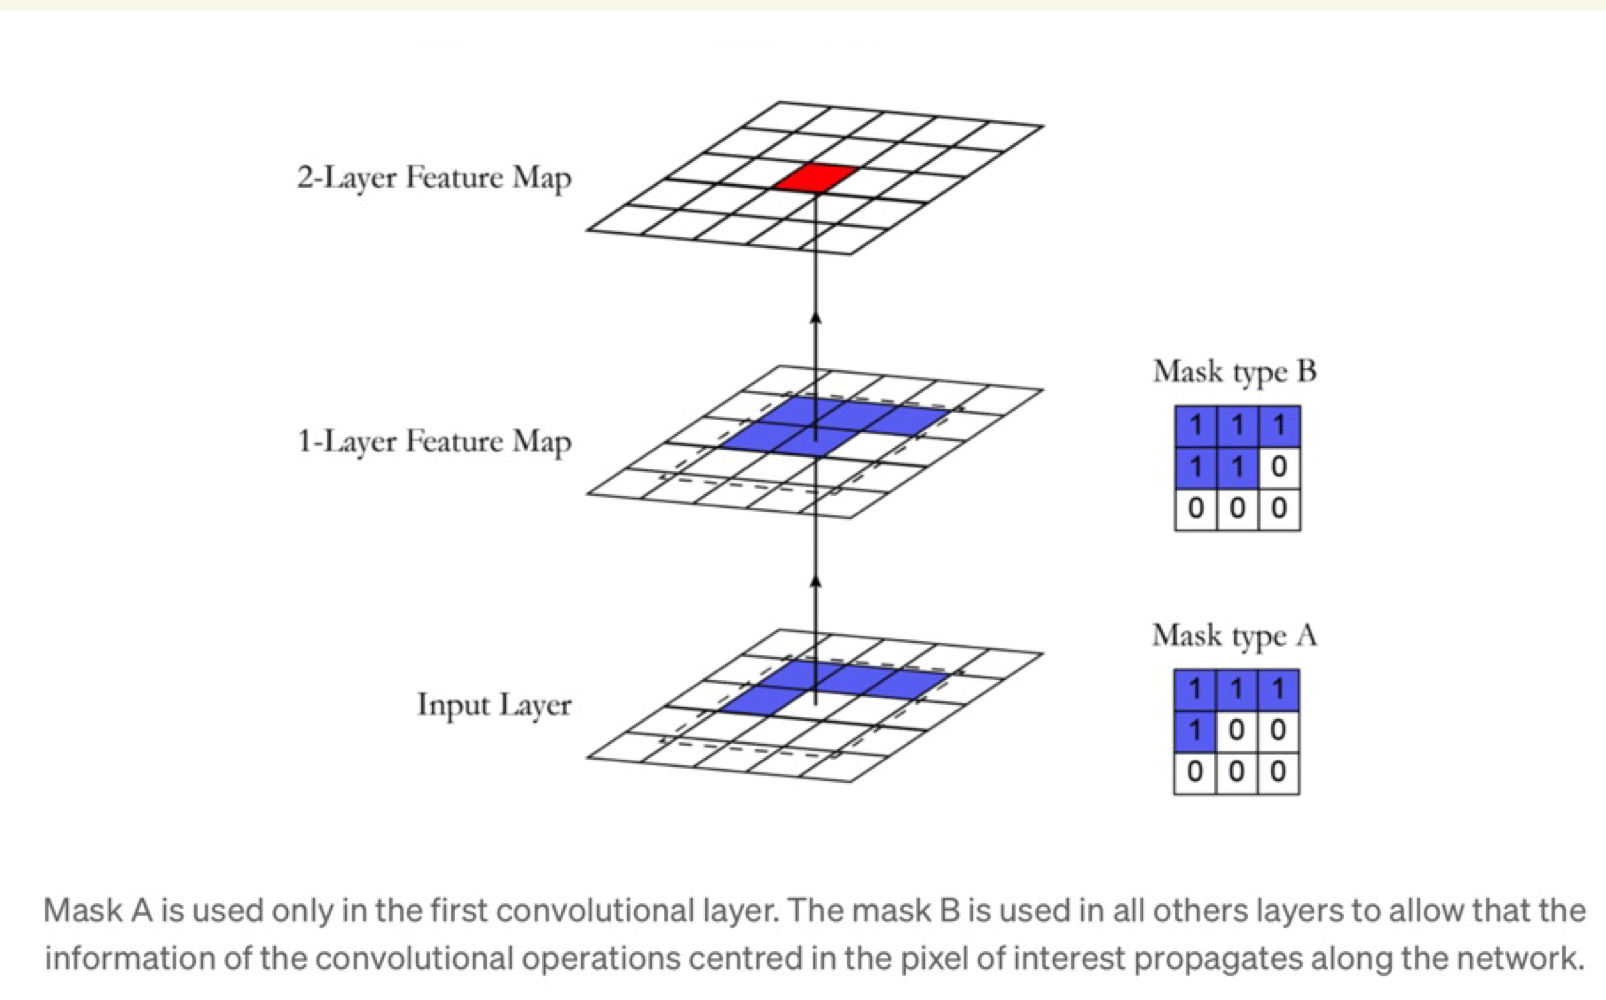 2-Layer Feature Map
1-Layer Feature Map
Mask type B
1 1 1
1 1 0
0 0 0
Input Layer
Mask type A
1 1 1
1 0 0
0 0 0
Mask A is used only in the first convolutional layer. The mask B is used in all others layers to allow that the
information of the convolutional operations centred in the pixel of interest propagates along the network.